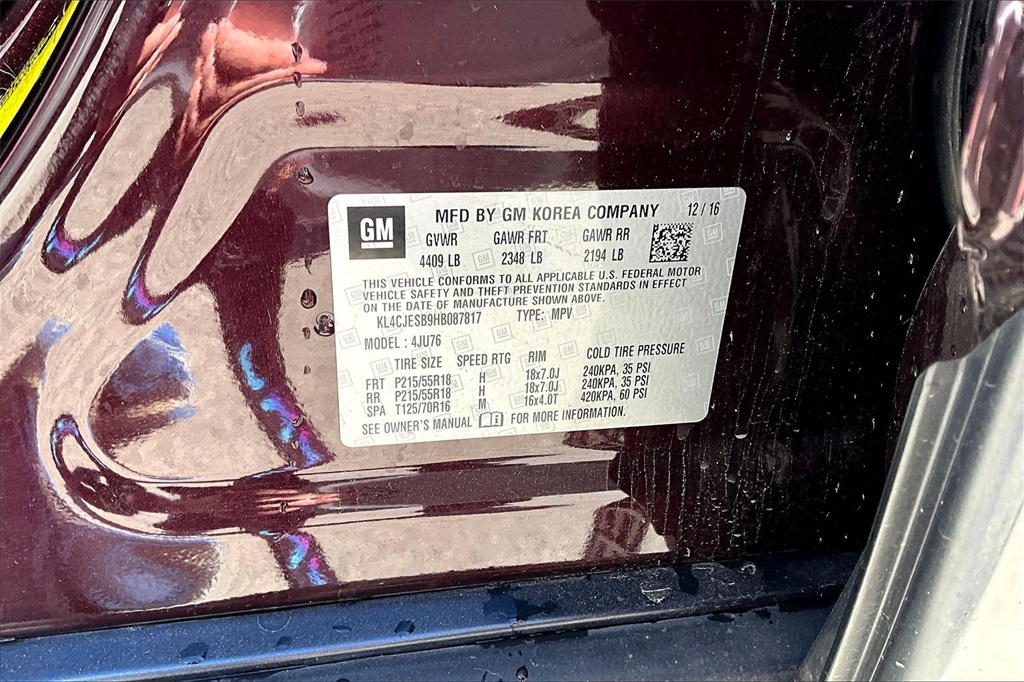 GM MFD BY GM KOREA COMPANY 12/16
GVWR GAWR FRT GAWR RR
4409 LB 2348 LB 2194 LB
THIS VEHICLE CONFORMS TO ALL APPLICABLE U.S. FEDERAL MOTOR
VEHICLE SAFETY AND THEFT PREVENTION STANDARDS IN EFFECT
ON THE DATE OF MANUFACTURE SHOWN ABOVE.
KL4CJESB9HB087817 TYPE: MPV
MODEL : 4JU76
TIRE SIZE SPEED RTG RIM COLD TIRE PRESSURE
FRT P215/55R18 H 18x7.0J 240KPA, 35 PSI
RR P215/55R18 H 18x7.0J 240KPA, 35 PSI
SPA T125/70R16 M 16x4.0T 420KPA, 60 PSI
SEE OWNER'S MANUAL FOR MORE INFORMATION.